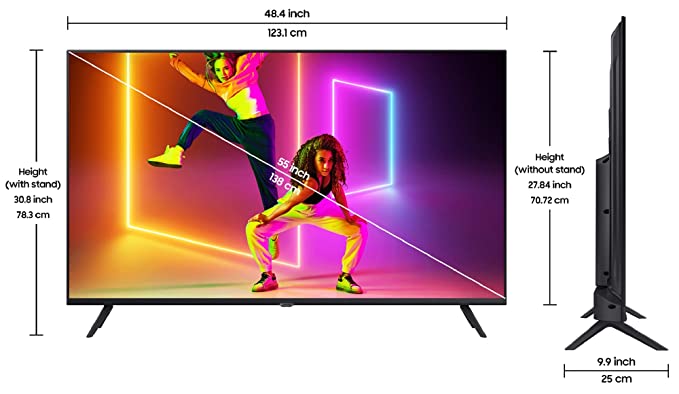 48.4 inch
123.1 cm
Height
(with stand)
30.8 inch
78.3 cm
55 inch
138 cm
Height
(without stand)
27.84 inch
70.72 cm
9.9 inch
25 cm